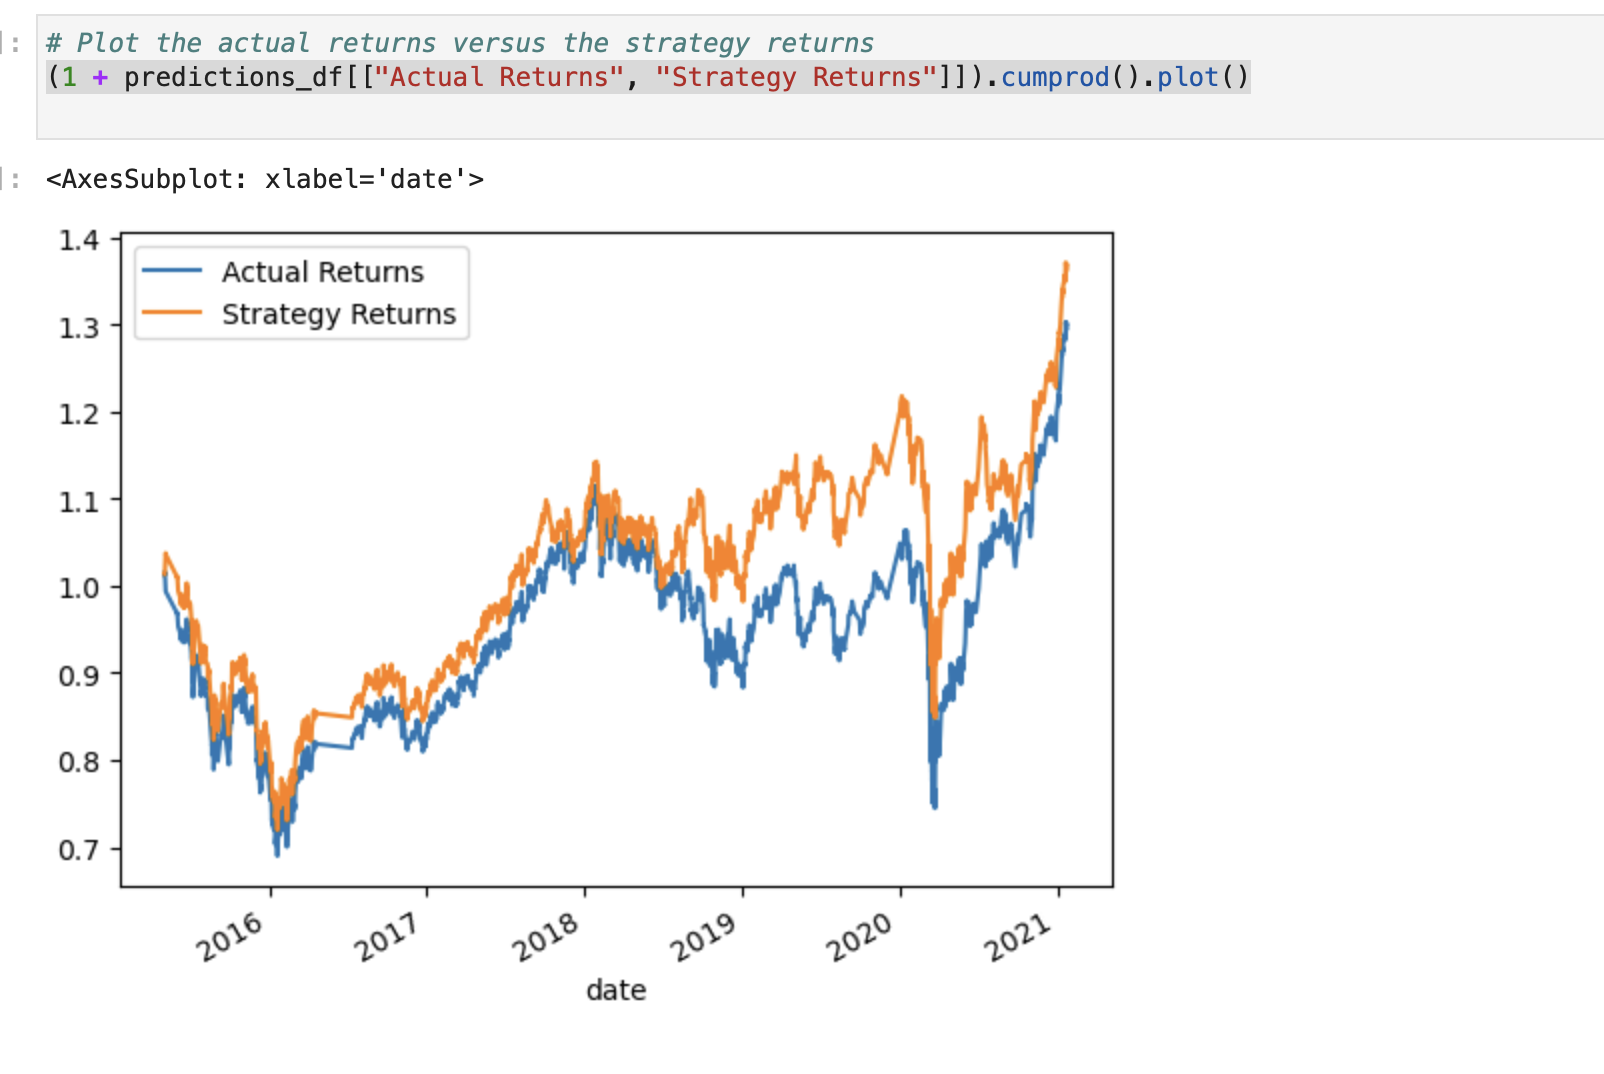 ]: # Plot the actual returns versus the strategy returns
(1 + predictions_df[["Actual Returns", "Strategy Returns"]]).cumprod().plot()
]: <AxesSubplot: xlabel='date'>
1.4
Actual Returns
Strategy Returns
1.3
1.2
1.1
1.0
0.9
0.8
0.7
2016 2017 2018 2019 2020 2021
date